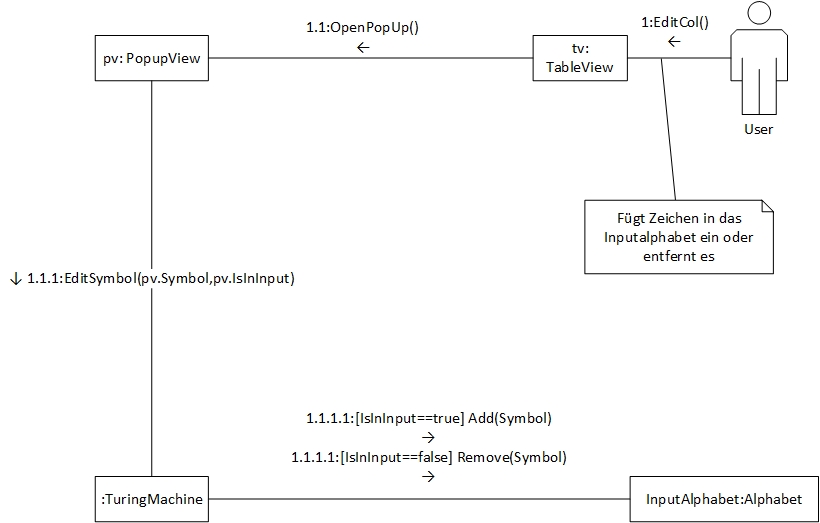 1.1:OpenPopUp()
←
1:EditCol()
←
pv: PopupView
tv:
TableView
User
Fügt Zeichen in das
Inputalphabet ein oder
entfernt es
↓ 1.1.1:EditSymbol(pv.Symbol,pv.IsInInput)
1.1.1.1:[IsInInput==true] Add(Symbol)
→
1.1.1.1:[IsInInput==false] Remove(Symbol)
→
:TuringMachine
InputAlphabet:Alphabet